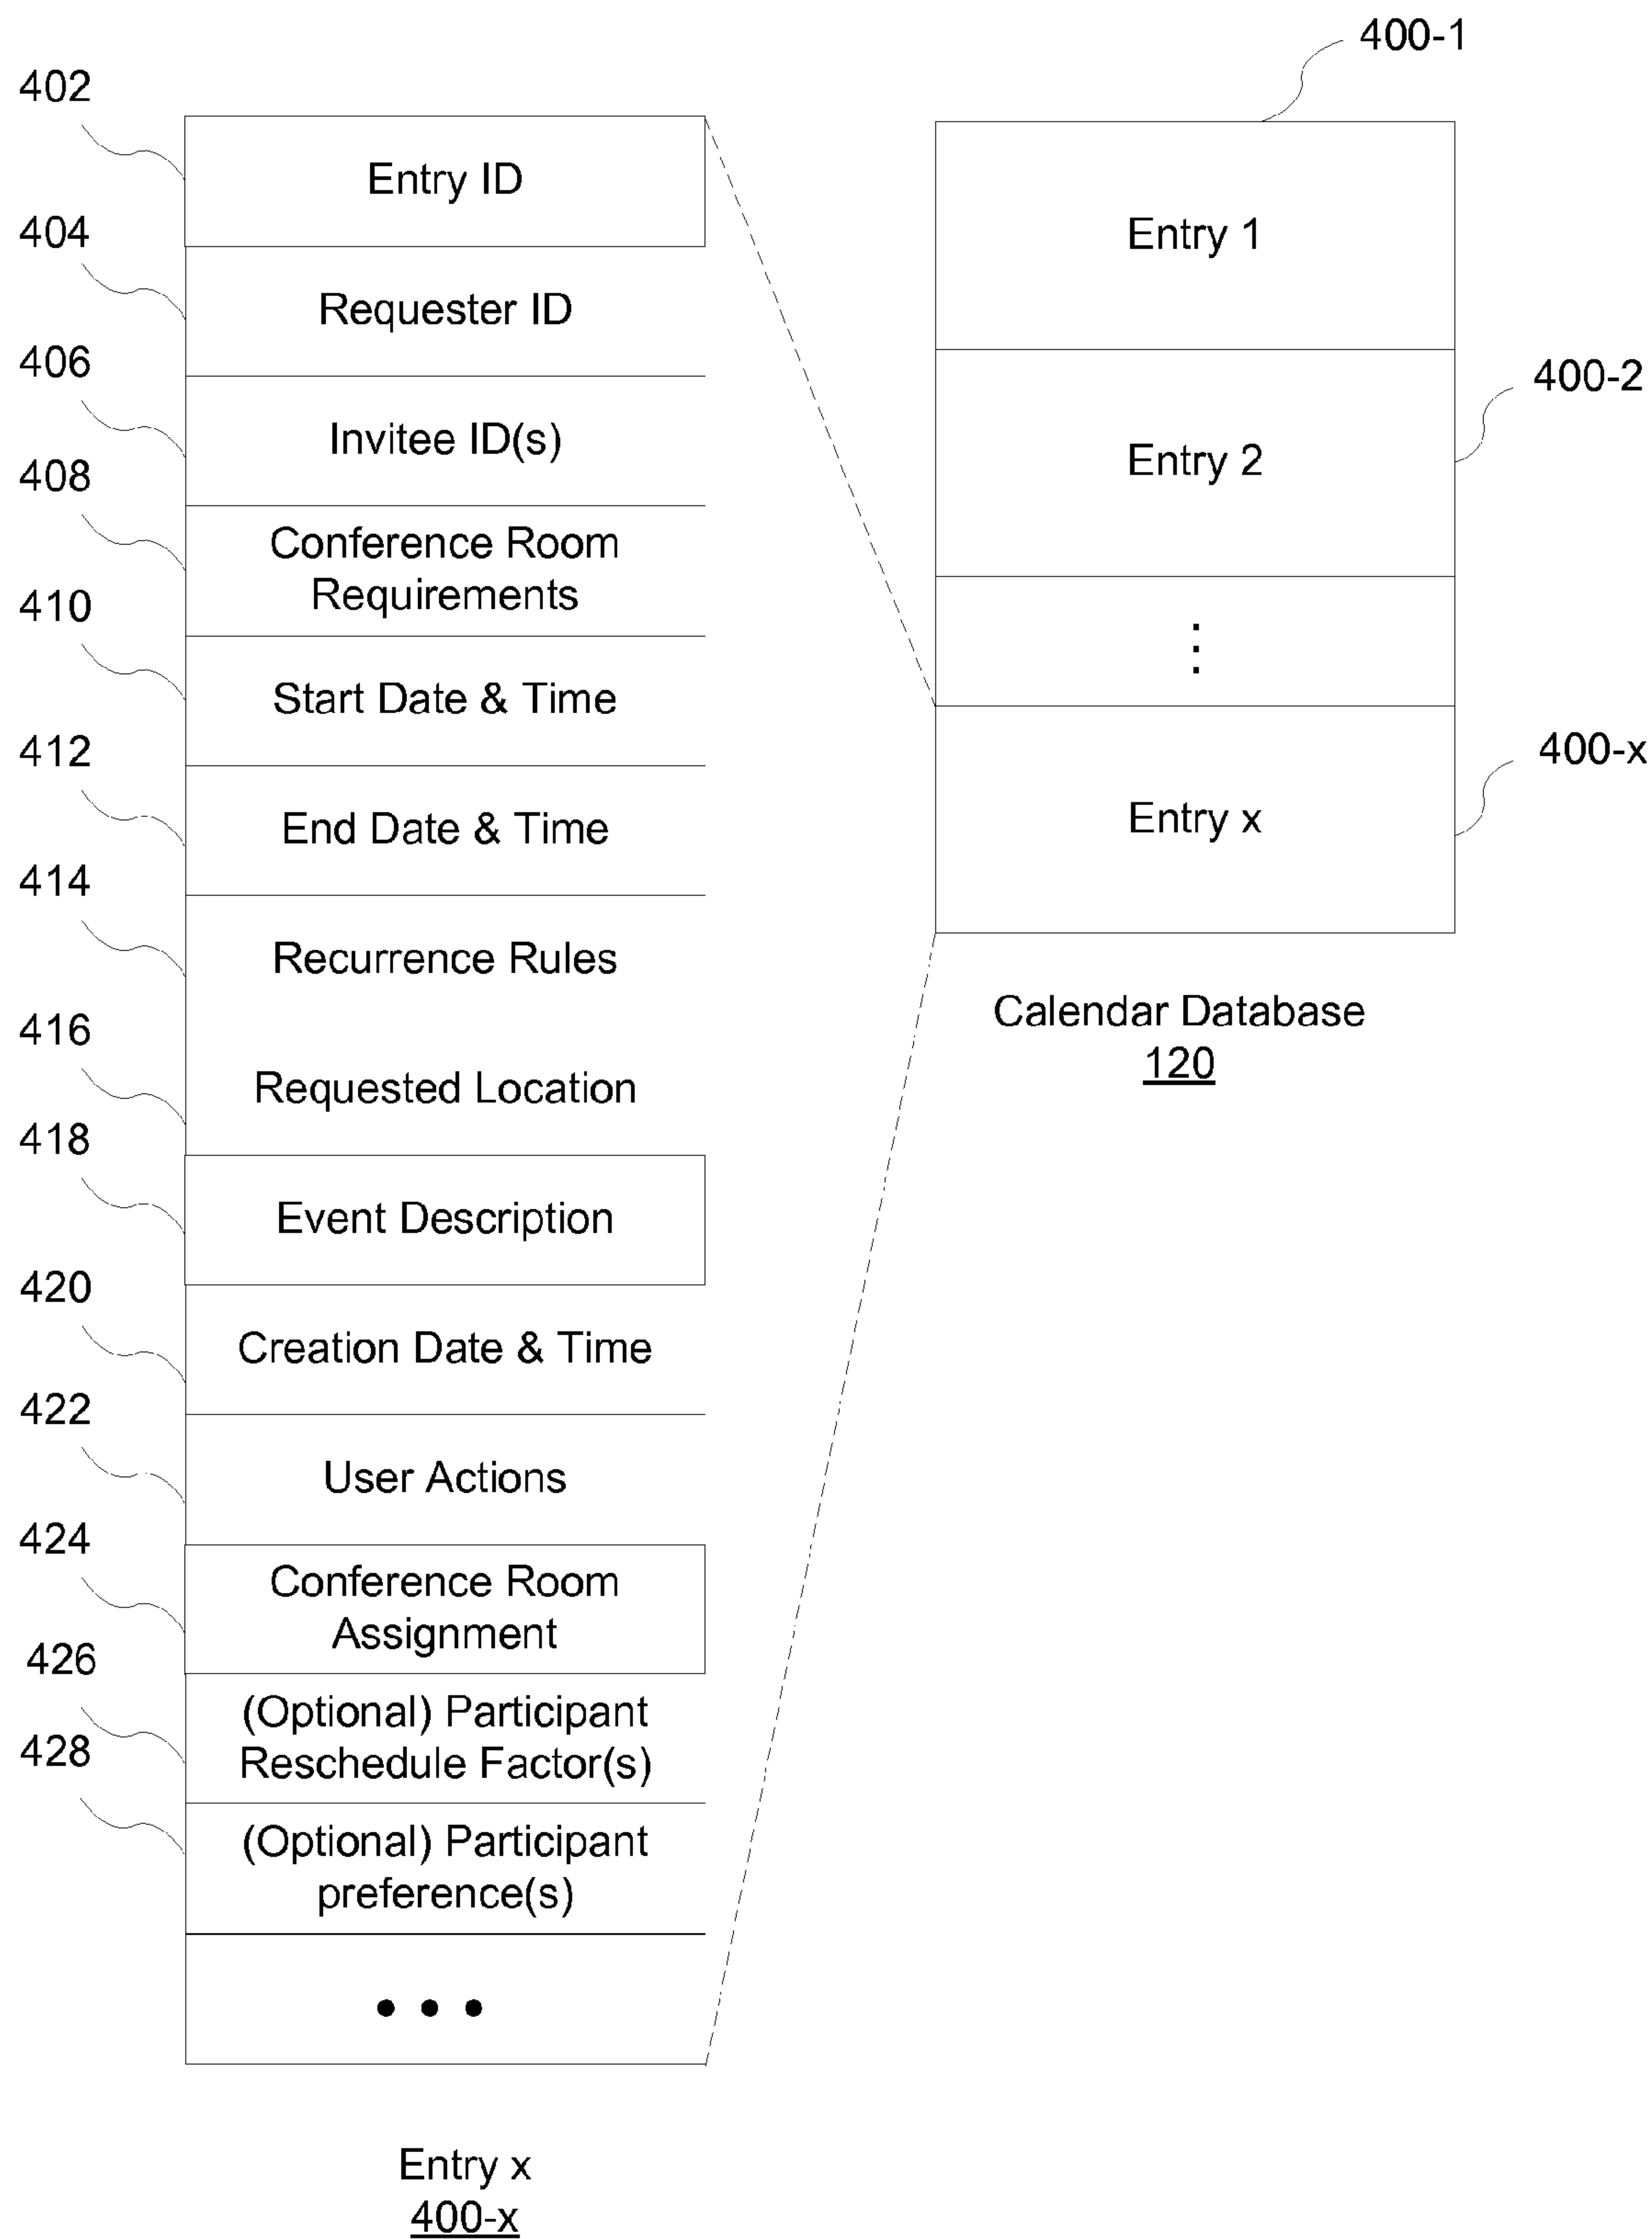 402
Entry ID
404
Requester ID
406
Invitee ID(s)
408
Conference Room
Requirements
410
Start Date & Time
412
End Date & Time
414
Recurrence Rules
416
Requested Location
418
Event Description
420
Creation Date & Time
422
User Actions
424
Conference Room
Assignment
426
(Optional) Participant
Reschedule Factor(s)
428
(Optional) Participant
preference(s)
• • •
Entry x
400-x
400-1
Entry 1
400-2
Entry 2
⋮
400-x
Entry x
Calendar Database
120